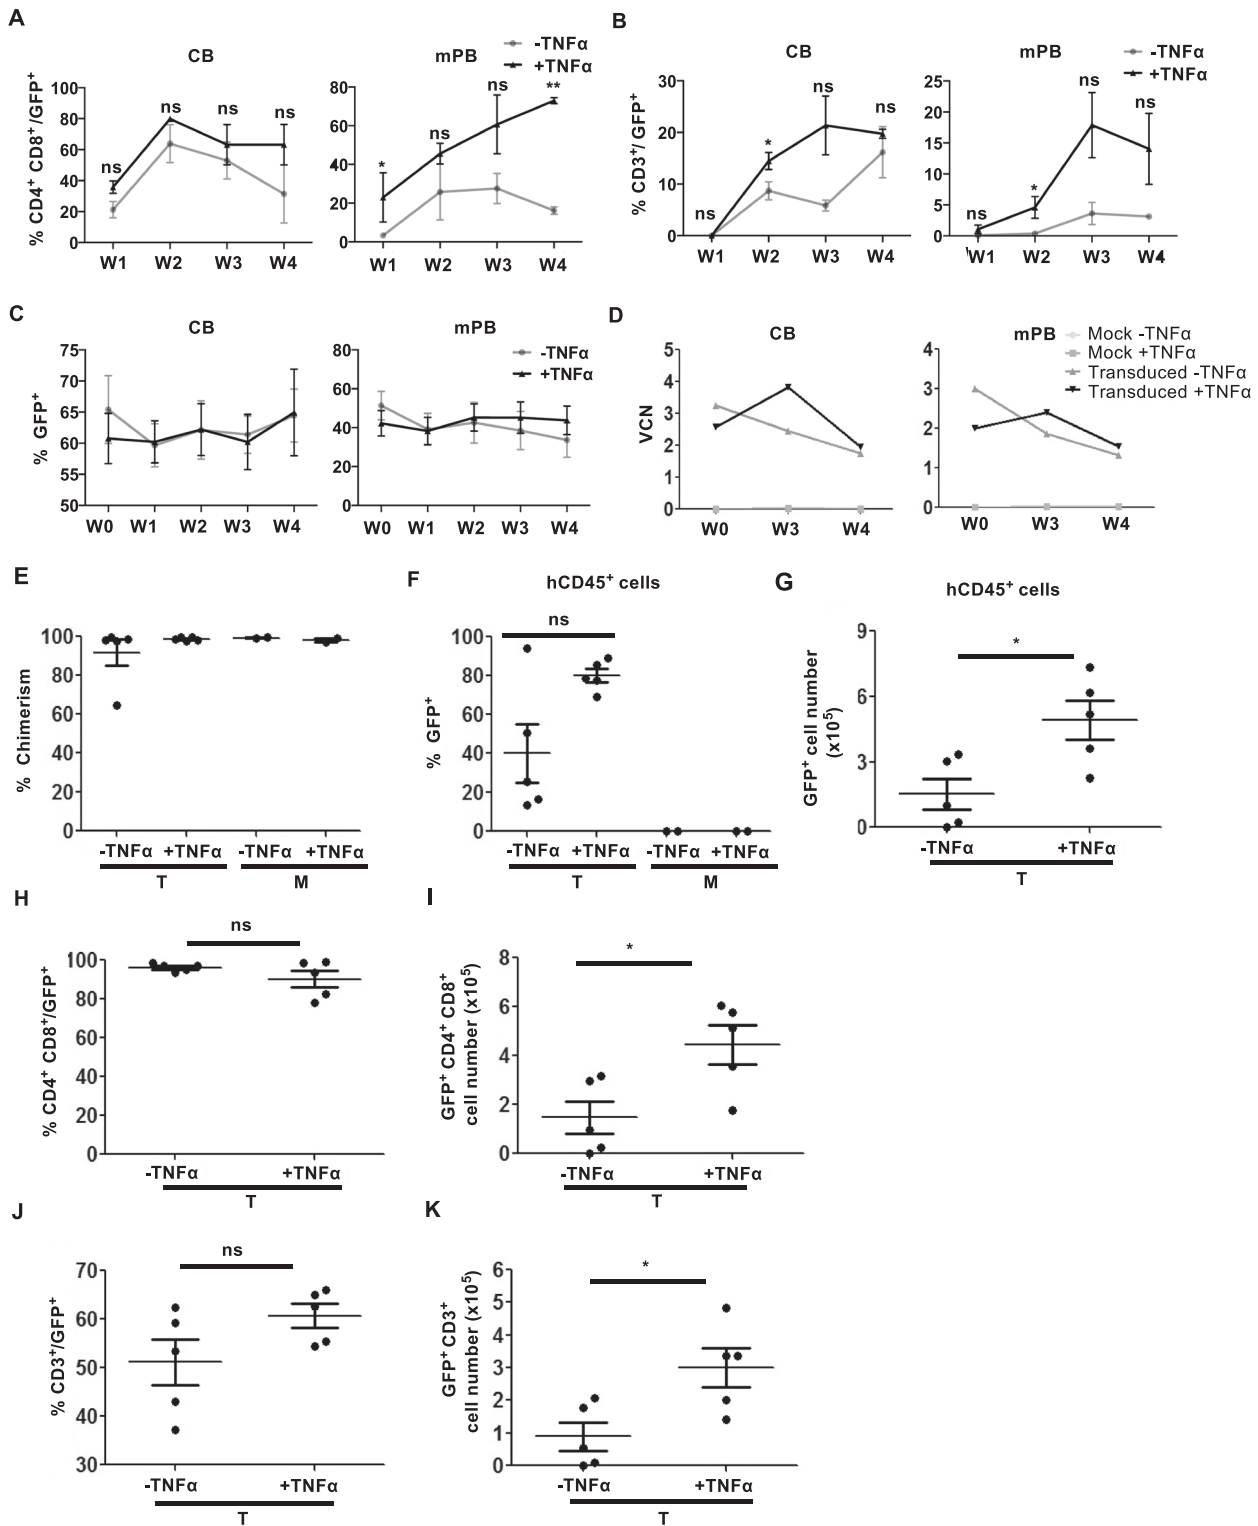 A
CB
mPB
-TNFα
+TNFα
% CD4+ CD8+/GFP+
100
80
60
40
20
0
ns
ns
ns
ns
W1 W2 W3 W4
80
60
40
20
0
*
ns
ns
**
W1 W2 W3 W4
B
CB
mPB
-TNFα
+TNFα
% CD3+/ GFP+
30
20
10
0
ns
*
ns
ns
W1 W2 W3 W4
25
20
15
10
5
0
ns
*
ns
ns
W1 W2 W3 W4
C
CB
mPB
-TNFα
+TNFα
% GFP+
75
70
65
60
55
50
W0 W1 W2 W3 W4
80
60
40
20
0
W0 W1 W2 W3 W4
D
CB
mPB
Mock -TNFα
Mock +TNFα
Transduced -TNFα
Transduced +TNFα
VCN
5
4
3
2
1
0
W0 W3 W4
4
3
2
1
0
W0 W3 W4
E
% Chimerism
100
80
60
40
20
0
-TNFα +TNFα -TNFα +TNFα
T M
F
hCD45+ cells
ns
% GFP+
100
80
60
40
20
0
-TNFα +TNFα -TNFα +TNFα
T M
G
hCD45+ cells
*
GFP+ cell number
(x10⁵)
9
6
3
0
-TNFα +TNFα
T
H
ns
% CD4+ CD8+/GFP+
100
80
60
40
20
0
-TNFα +TNFα
T
I
*
GFP+ CD4+ CD8+
cell number (x10⁵)
8
6
4
2
0
-TNFα +TNFα
T
J
ns
% CD3+/GFP+
70
60
50
40
30
-TNFα +TNFα
T
K
*
GFP+ CD3+
cell number (x10⁵)
6
5
4
3
2
1
0
-TNFα +TNFα
T